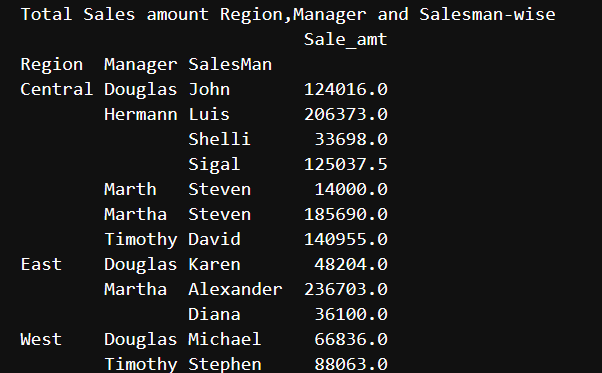 Total Sales amount Region,Manager and Salesman-wise
Sale_amt
Region Manager SalesMan
Central Douglas John 124016.0
Hermann Luis 206373.0
Shelli 33698.0
Sigal 125037.5
Marth Steven 14000.0
Martha Steven 185690.0
Timothy David 140955.0
East Douglas Karen 48204.0
Martha Alexander 236703.0
Diana 36100.0
West Douglas Michael 66836.0
Timothy Stephen 88063.0